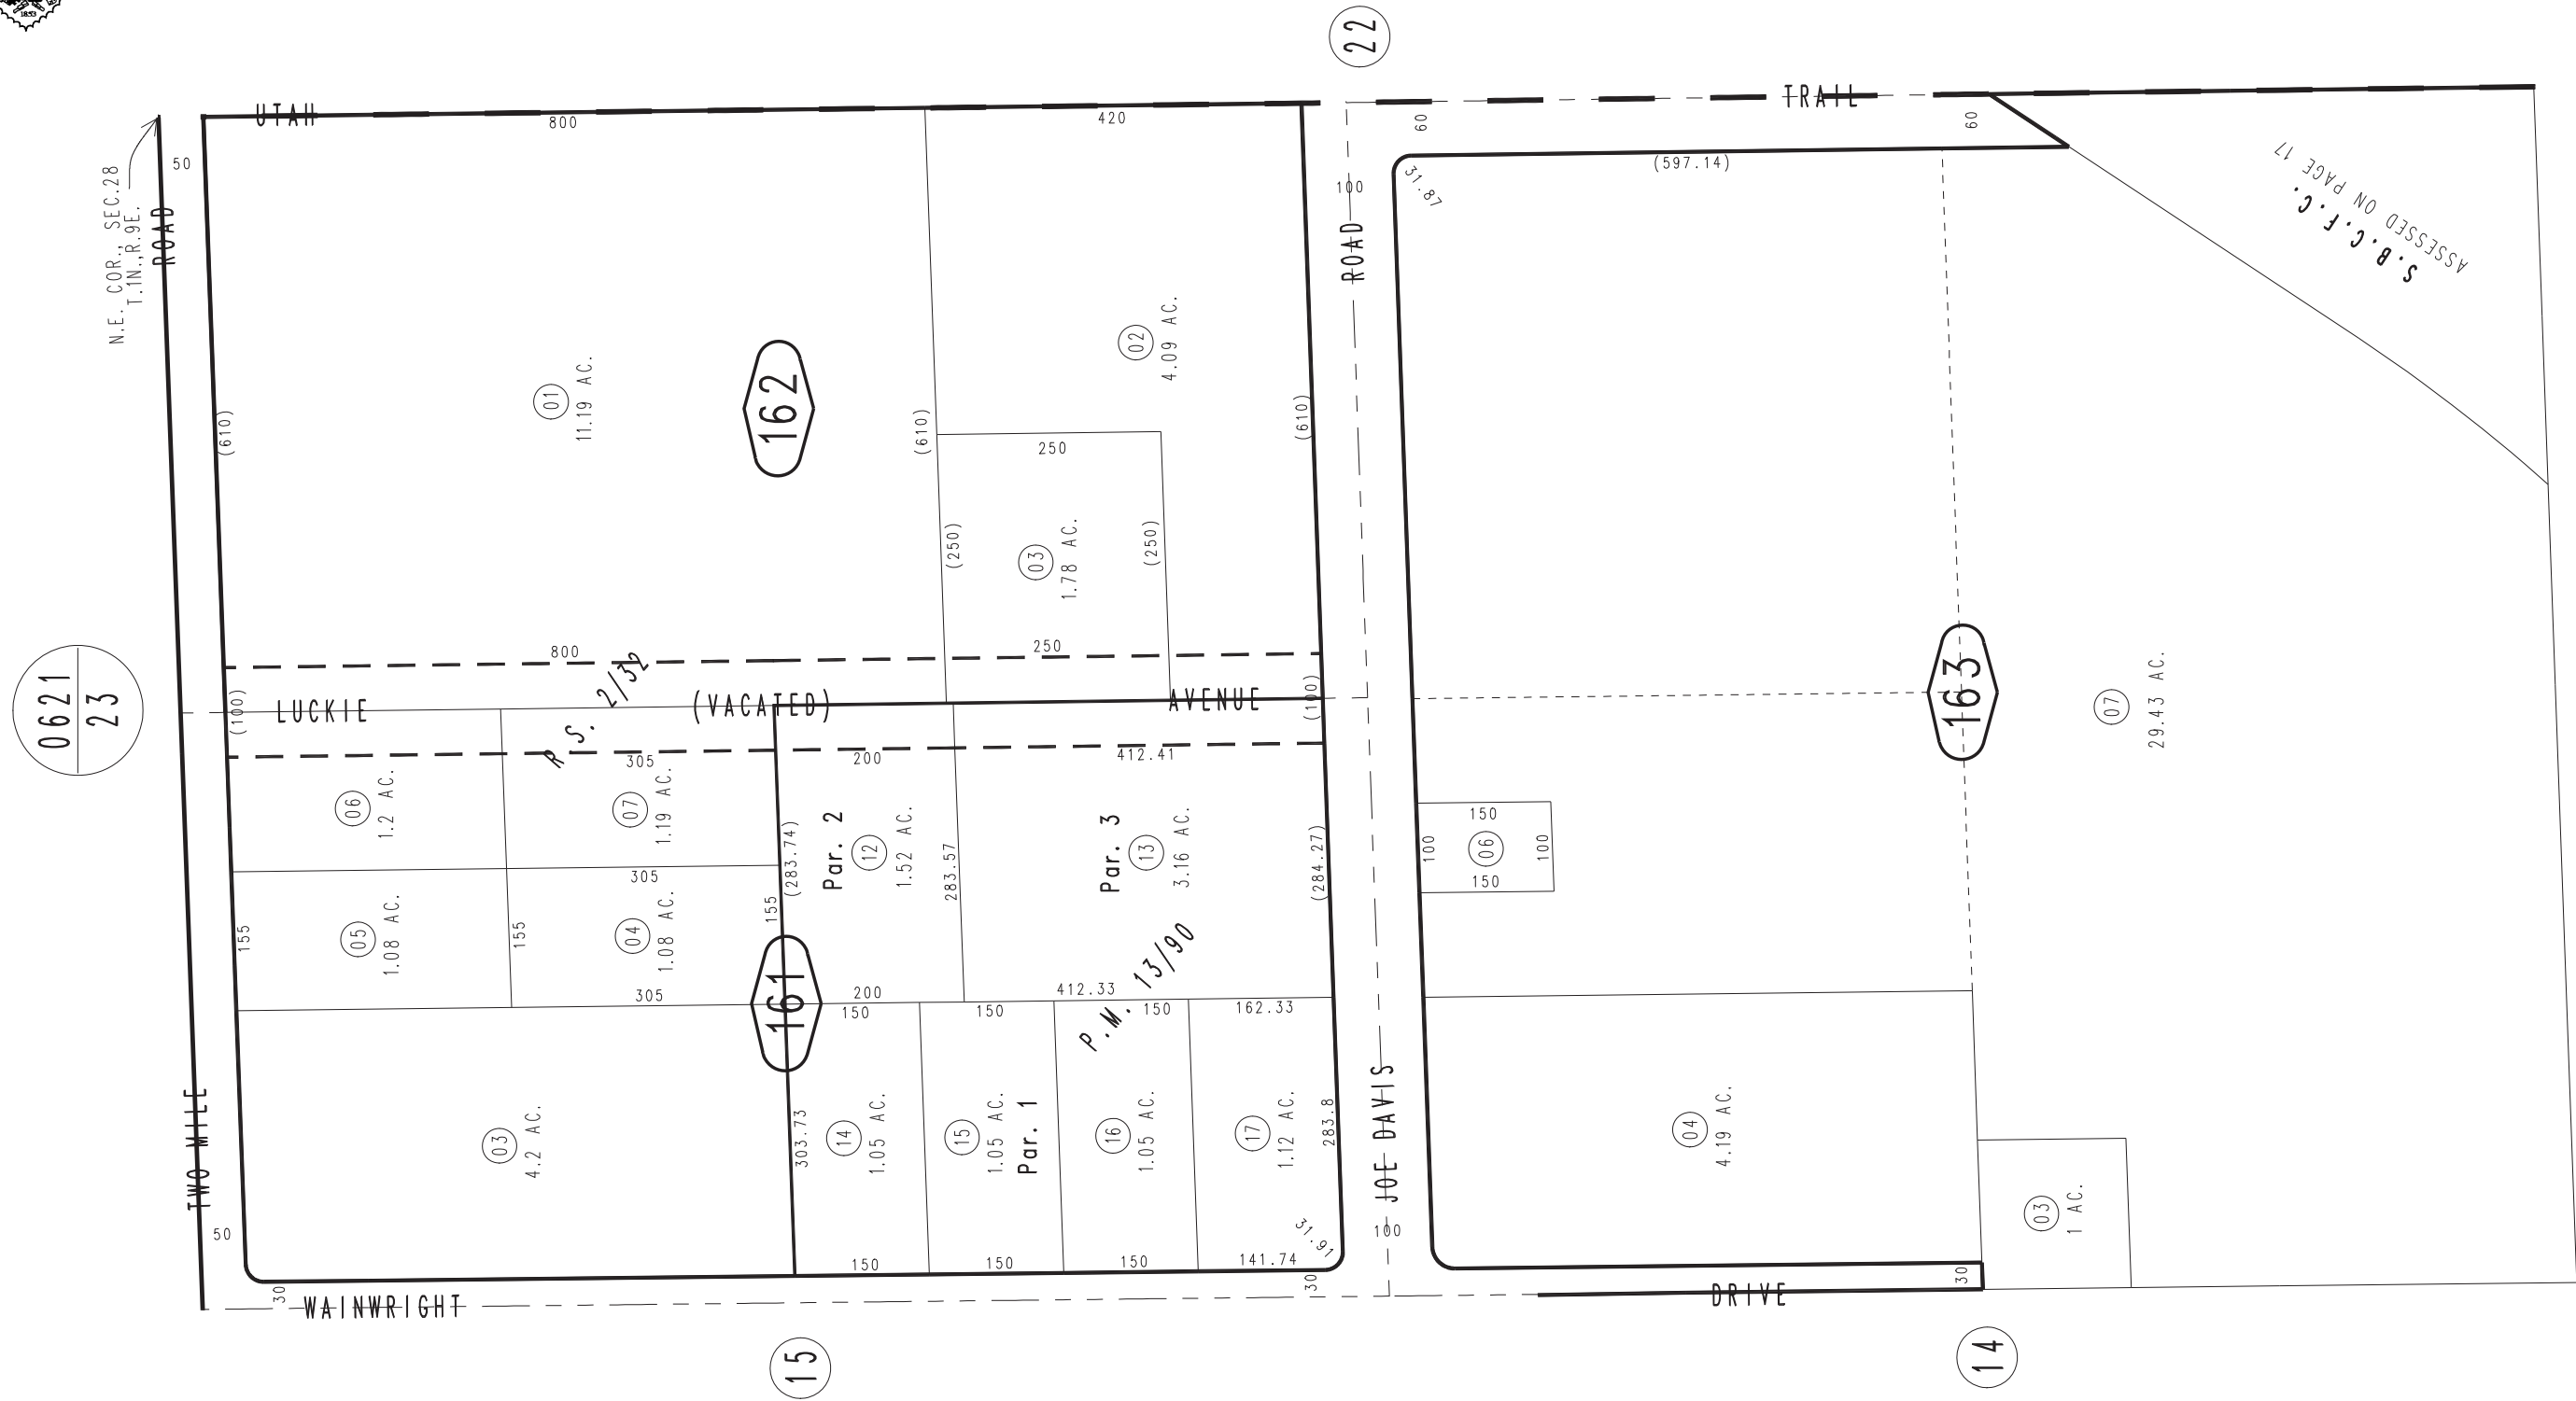 1853
22
UTAH
TRAIL
800
420
60
60
50
N.E. COR., SEC.28
T.1N.,R.9E.
ROAD
(597.14)
31.87
100
ROAD
S.B.C.F.C.
ASSESSED ON PAGE 17
01
11.19 AC.
162
02
4.09 AC.
(610)
(610)
(610)
250
(250)
03
1.78 AC.
(250)
800
250
0621
23
(100)
LUCKIE
R S. 2/32
(VACATED)
AVENUE
(100)
163
07
29.43 AC.
305
200
412.41
06
1.2 AC.
07
1.19 AC.
(283.74)
Par. 2
12
1.52 AC.
283.57
Par. 3
13
3.16 AC.
(284.27)
150
100
06
100
150
305
155
05
1.08 AC.
155
04
1.08 AC.
155
305
161
200
412.33
P.M. 13/90
150
150
150
162.33
03
4.2 AC.
303.73
14
1.05 AC.
15
1.05 AC.
Par. 1
16
1.05 AC.
17
1.12 AC.
283.8
31.91
TWO MILE
50
JOE DAVIS
100
04
4.19 AC.
03
1 AC.
150
150
150
141.74
30
30
30
WAINWRIGHT
DRIVE
15
14